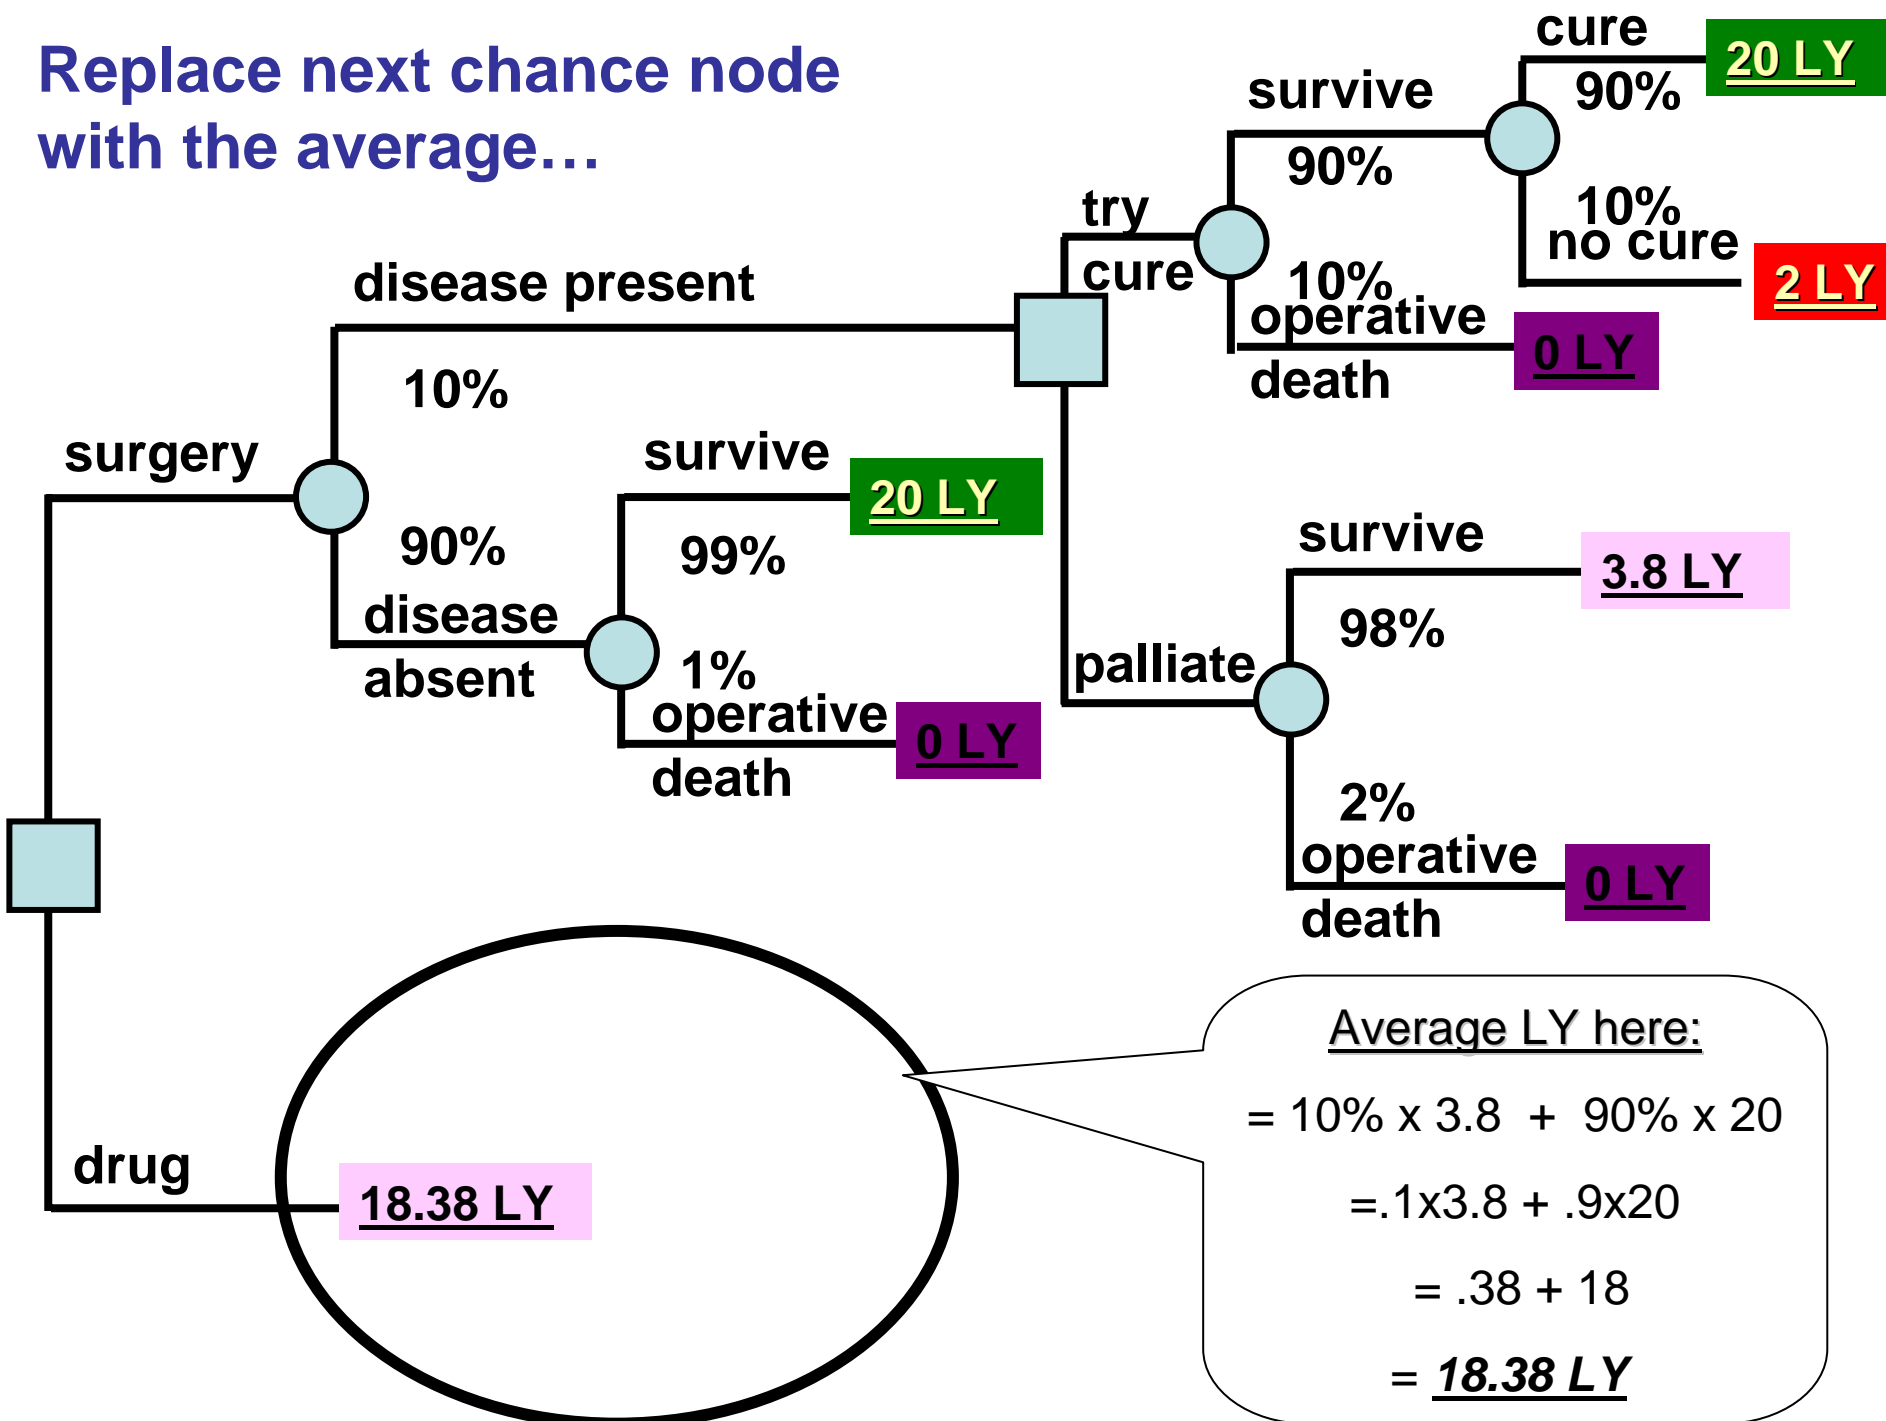 Replace next chance node
with the average…
cure
20 LY
90%
survive
90%
10%
no cure
2 LY
try
cure
10%
operative
death
0 LY
disease present
10%
surgery
90%
disease
absent
survive
20 LY
99%
1%
operative
death
0 LY
survive
3.8 LY
98%
palliate
2%
operative
death
0 LY
drug
18.38 LY
Average LY here:
= 10% x 3.8 + 90% x 20
=.1x3.8 + .9x20
= .38 + 18
= 18.38 LY